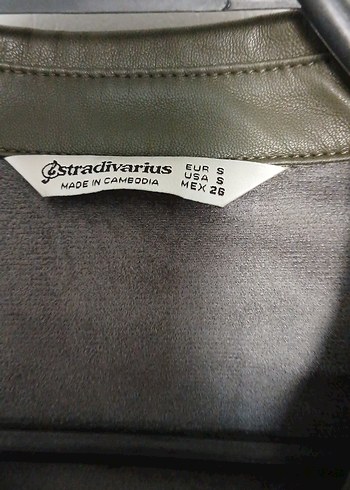 Stradivarius
MADE IN CAMBODIA
EUR S
USA S
MEX 26